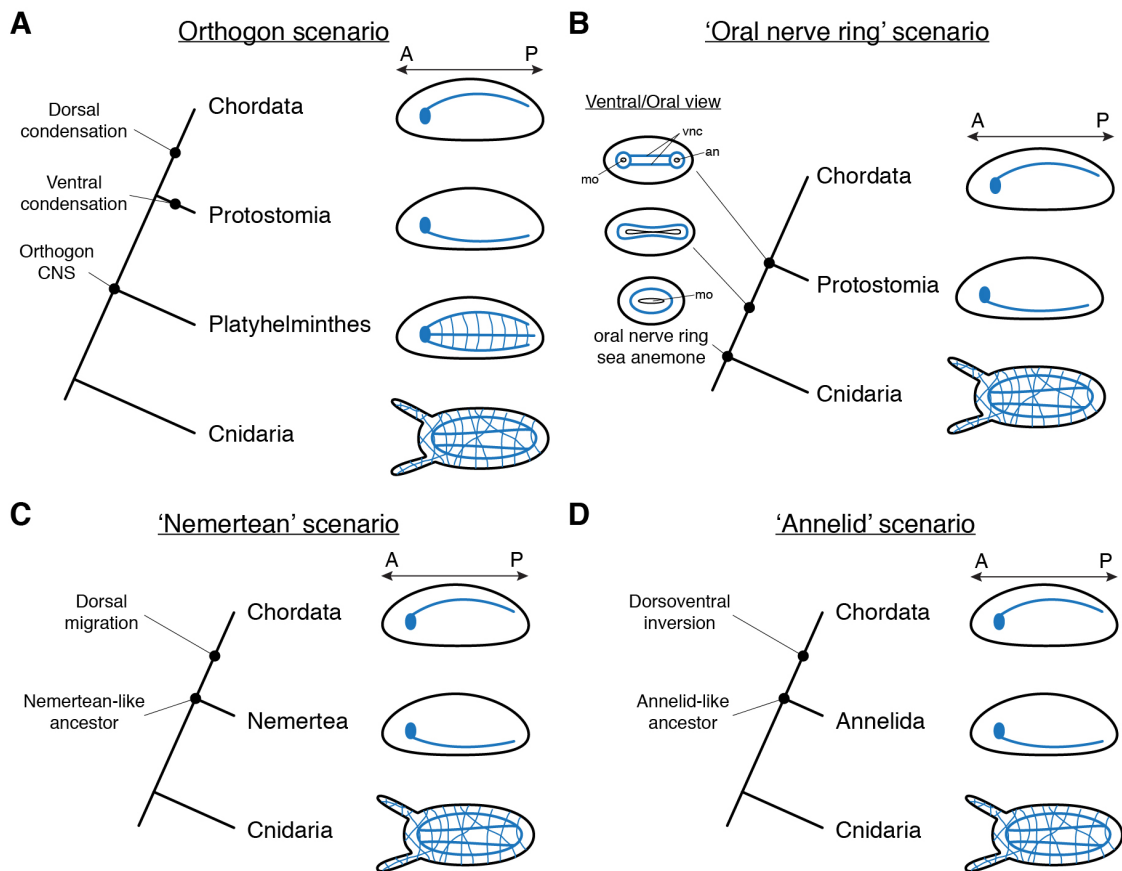 A
Orthogon scenario
A P
Dorsal
condensation
Chordata
Ventral
condensation
Protostomia
Orthogon
CNS
Platyhelminthes
Cnidaria
B
‘Oral nerve ring’ scenario
Ventral/Oral view
vnc
an
mo
A P
Chordata
Protostomia
mo
oral nerve ring
sea anemone
Cnidaria
C
‘Nemertean’ scenario
A P
Dorsal
migration
Chordata
Nemertean-like
ancestor
Nemertea
Cnidaria
D
‘Annelid’ scenario
A P
Dorsoventral
inversion
Chordata
Annelid-like
ancestor
Annelida
Cnidaria